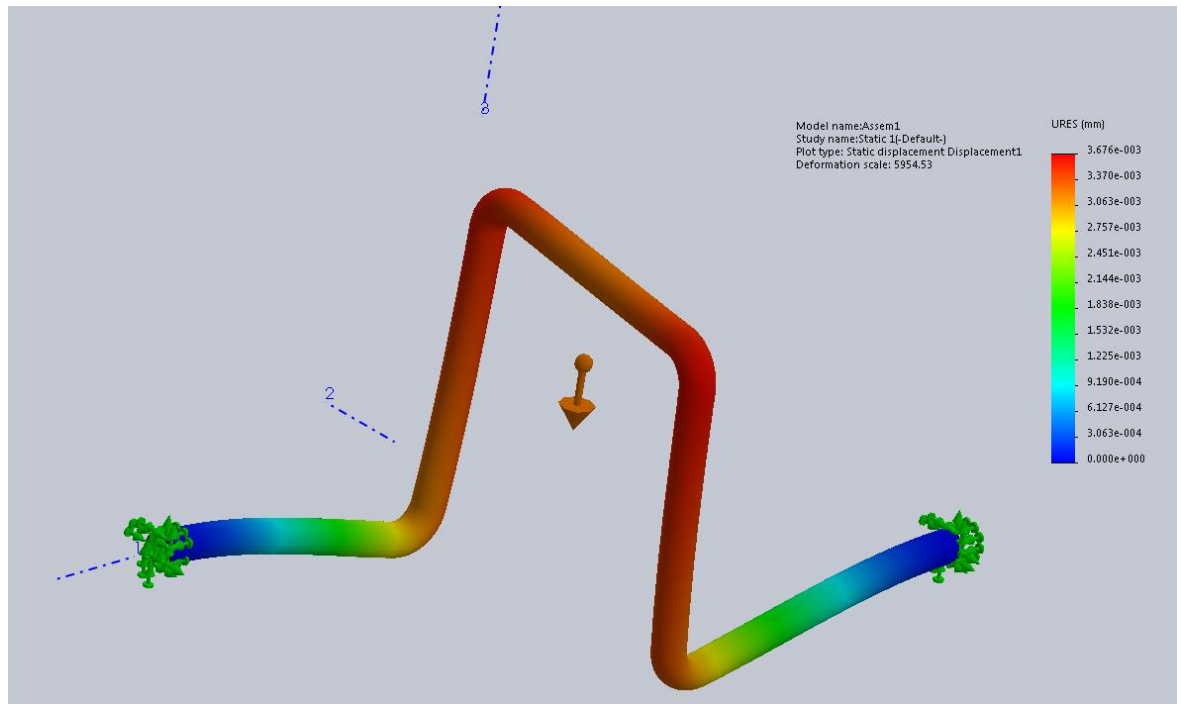 3
Model name:Assem1
Study name:Static 1(-Default-)
Plot type: Static displacement Displacement1
Deformation scale: 5954.53
URES (mm)
3.676e-003
3.370e-003
3.063e-003
2.757e-003
2.451e-003
2.144e-003
1.838e-003
1.532e-003
1.225e-003
9.190e-004
6.127e-004
3.063e-004
0.000e+000
2
1